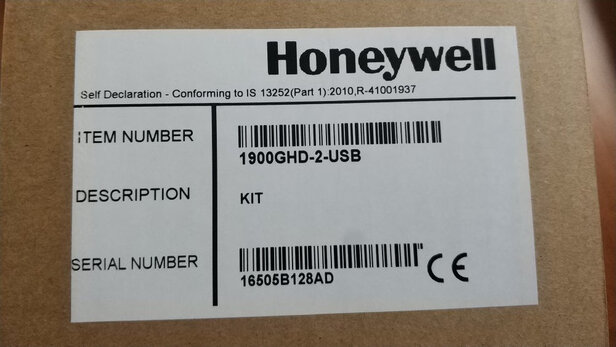 Honeywell
Self Declaration - Conforming to IS 13252(Part 1):2010,R-41001937
ITEM NUMBER
1900GHD-2-USB
DESCRIPTION
KIT
SERIAL NUMBER
16505B128AD
CE